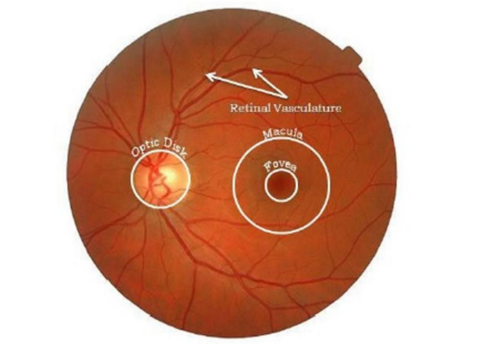 Retinal Vasculature
Macula
Optic Disk
Fovea